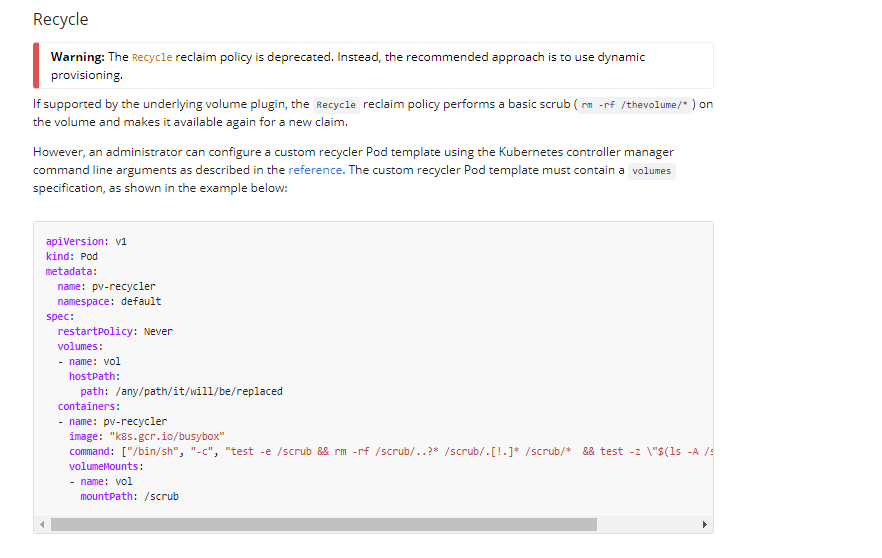 Recycle
Warning: The Recycle reclaim policy is deprecated. Instead, the recommended approach is to use dynamic
provisioning.
If supported by the underlying volume plugin, the Recycle reclaim policy performs a basic scrub ( rm -rf /thevolume/* ) on
the volume and makes it available again for a new claim.
However, an administrator can configure a custom recycler Pod template using the Kubernetes controller manager
command line arguments as described in the reference. The custom recycler Pod template must contain a volumes
specification, as shown in the example below:
apiVersion: v1
kind: Pod
metadata:
  name: pv-recycler
  namespace: default
spec:
  restartPolicy: Never
  volumes:
  - name: vol
    hostPath:
      path: /any/path/it/will/be/replaced
  containers:
  - name: pv-recycler
    image: "k8s.gcr.io/busybox"
    command: ["/bin/sh", "-c", "test -e /scrub && rm -rf /scrub/..?* /scrub/.[!.]* /scrub/*  && test -z \"$(ls -A /s
    volumeMounts:
    - name: vol
      mountPath: /scrub